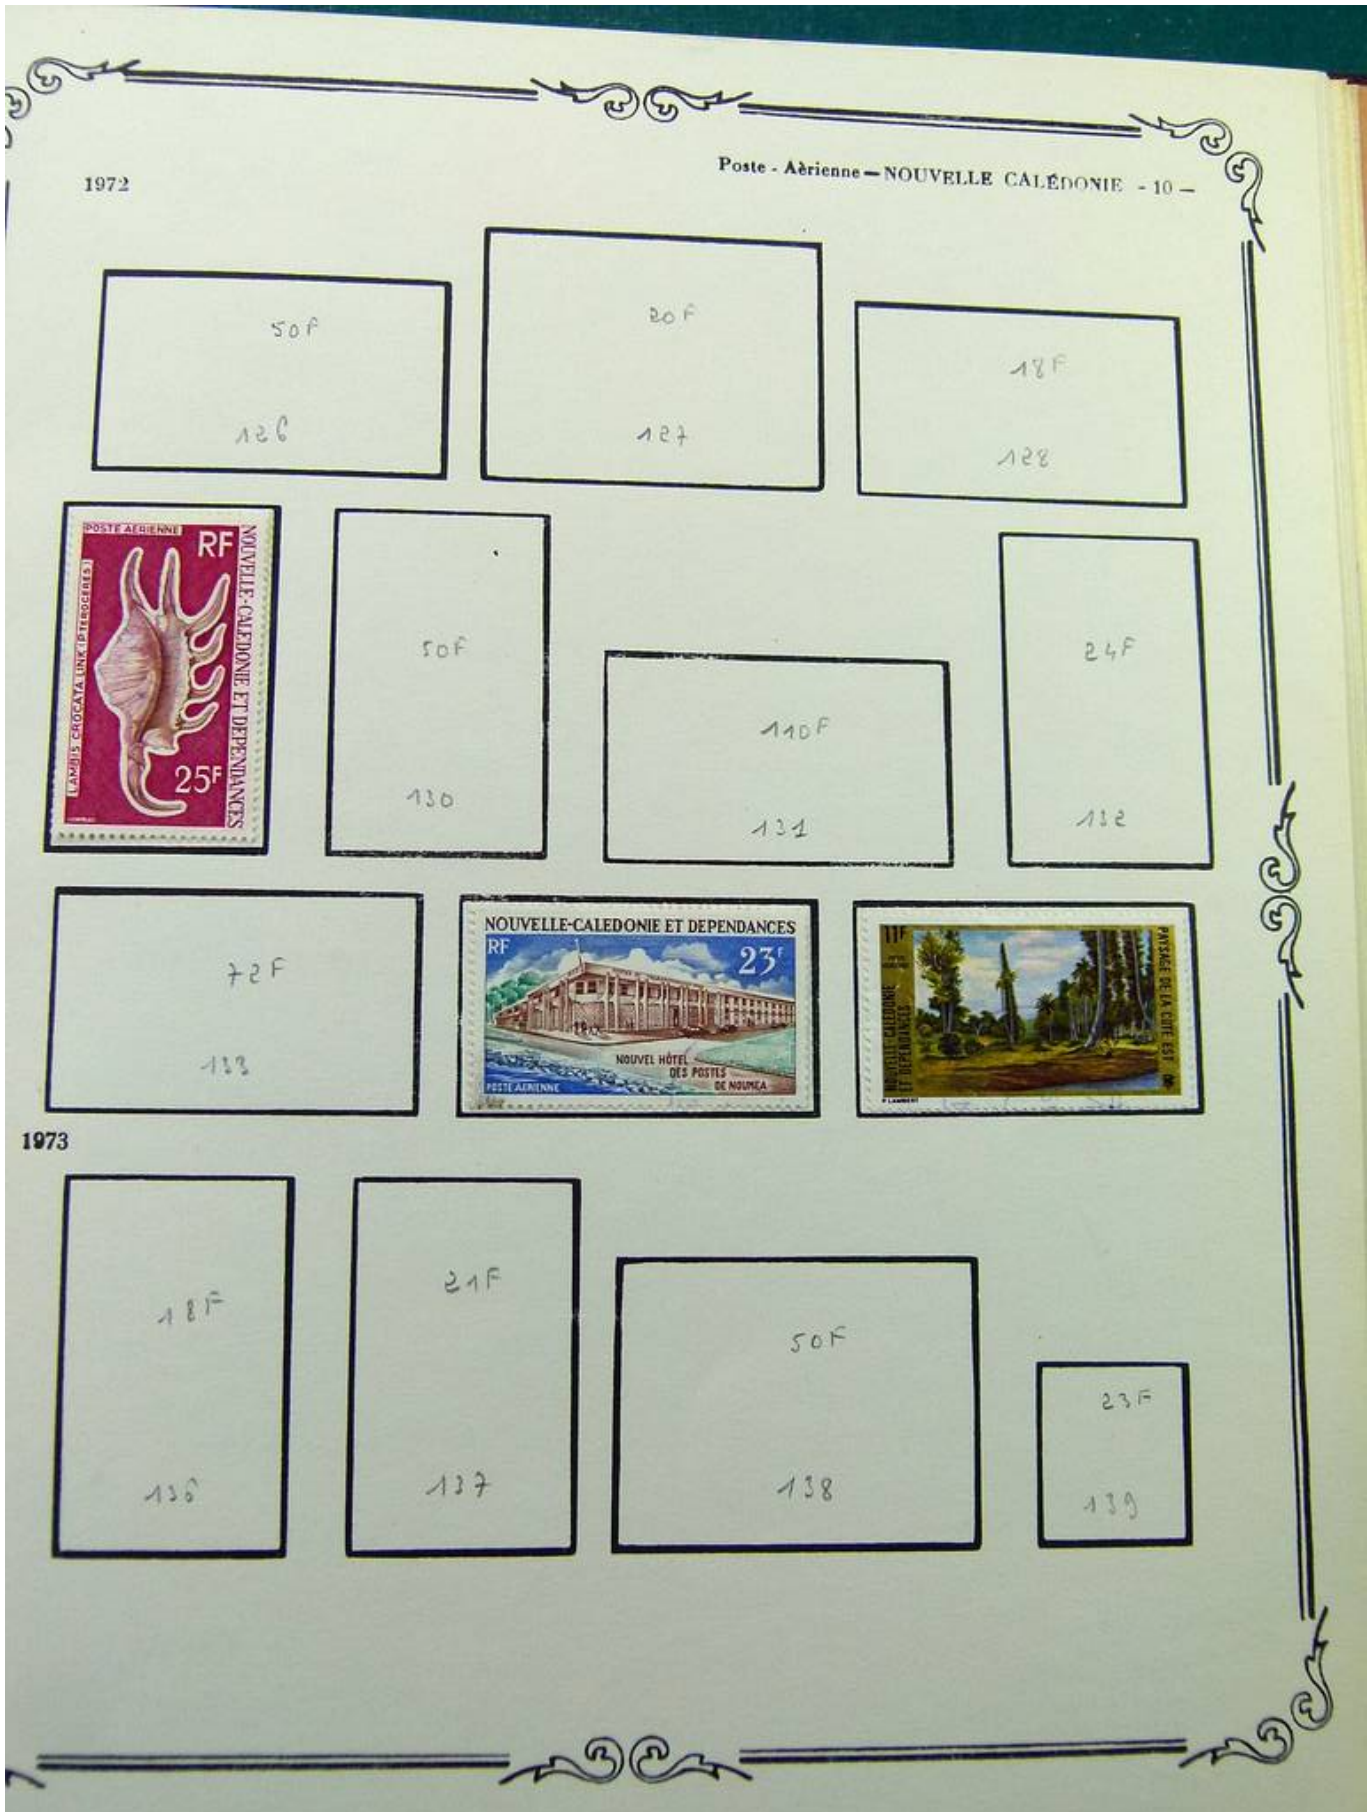 1972
Poste - Aèrienne — NOUVELLE CALÉDONIE - 10 —
50F
126
20F
127
18F
128
POSTE AERIENNE
RF
LAMBIS CROCATA LINK (PTEROCERES)
NOUVELLE-CALEDONIE ET DEPENDANCES
25F
50F
130
110F
131
24F
132
72F
133
NOUVELLE-CALEDONIE ET DEPENDANCES
RF
23F
NOUVEL HÔTEL
DES POSTES
DE NOUMEA
POSTE AERIENNE
11F
PAYSAGE DE LA COTE EST
NOUVELLE-CALEDONIE
ET DEPENDANCES
P LAMBERT
1973
18F
136
21F
137
50F
138
23F
139